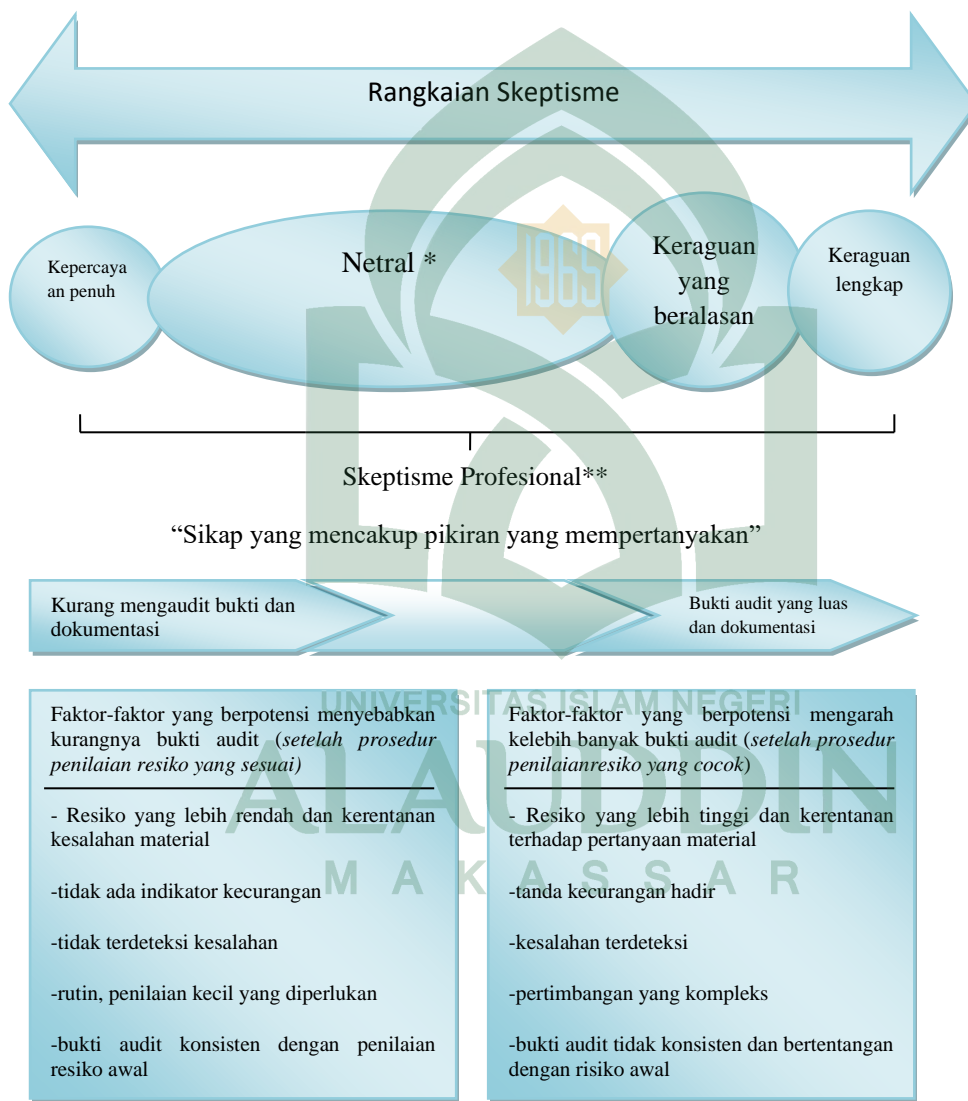 Rangkaian Skeptisme
Kepercaya
an penuh
Netral *
1965
Keraguan
yang
beralasan
Keraguan
lengkap
Skeptisme Profesional**
“Sikap yang mencakup pikiran yang mempertanyakan”
Kurang mengaudit bukti dan
dokumentasi
Bukti audit yang luas
dan dokumentasi
UNIVERSITAS ISLAM NEGERI
ALAUDDIN
MAKASSAR
Faktor-faktor yang berpotensi menyebabkan
kurangnya bukti audit (setelah prosedur
penilaian resiko yang sesuai)
- Resiko yang lebih rendah dan kerentanan
kesalahan material
-tidak ada indikator kecurangan
-tidak terdeteksi kesalahan
-rutin, penilaian kecil yang diperlukan
-bukti audit konsisten dengan penilaian
resiko awal
Faktor-faktor yang berpotensi mengarah
kelebih banyak bukti audit (setelah prosedur
penilaianresiko yang cocok)
- Resiko yang lebih tinggi dan kerentanan
terhadap pertanyaan material
-tanda kecurangan hadir
-kesalahan terdeteksi
-pertimbangan yang kompleks
-bukti audit tidak konsisten dan bertentangan
dengan risiko awal